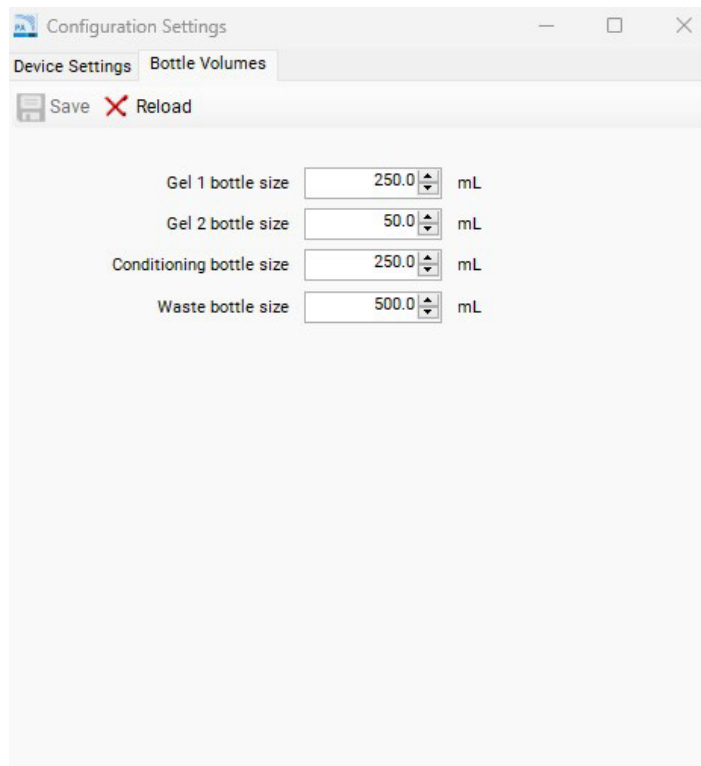 PA Configuration Settings
Device Settings Bottle Volumes
Save Reload
Gel 1 bottle size 250.0 mL
Gel 2 bottle size 50.0 mL
Conditioning bottle size 250.0 mL
Waste bottle size 500.0 mL